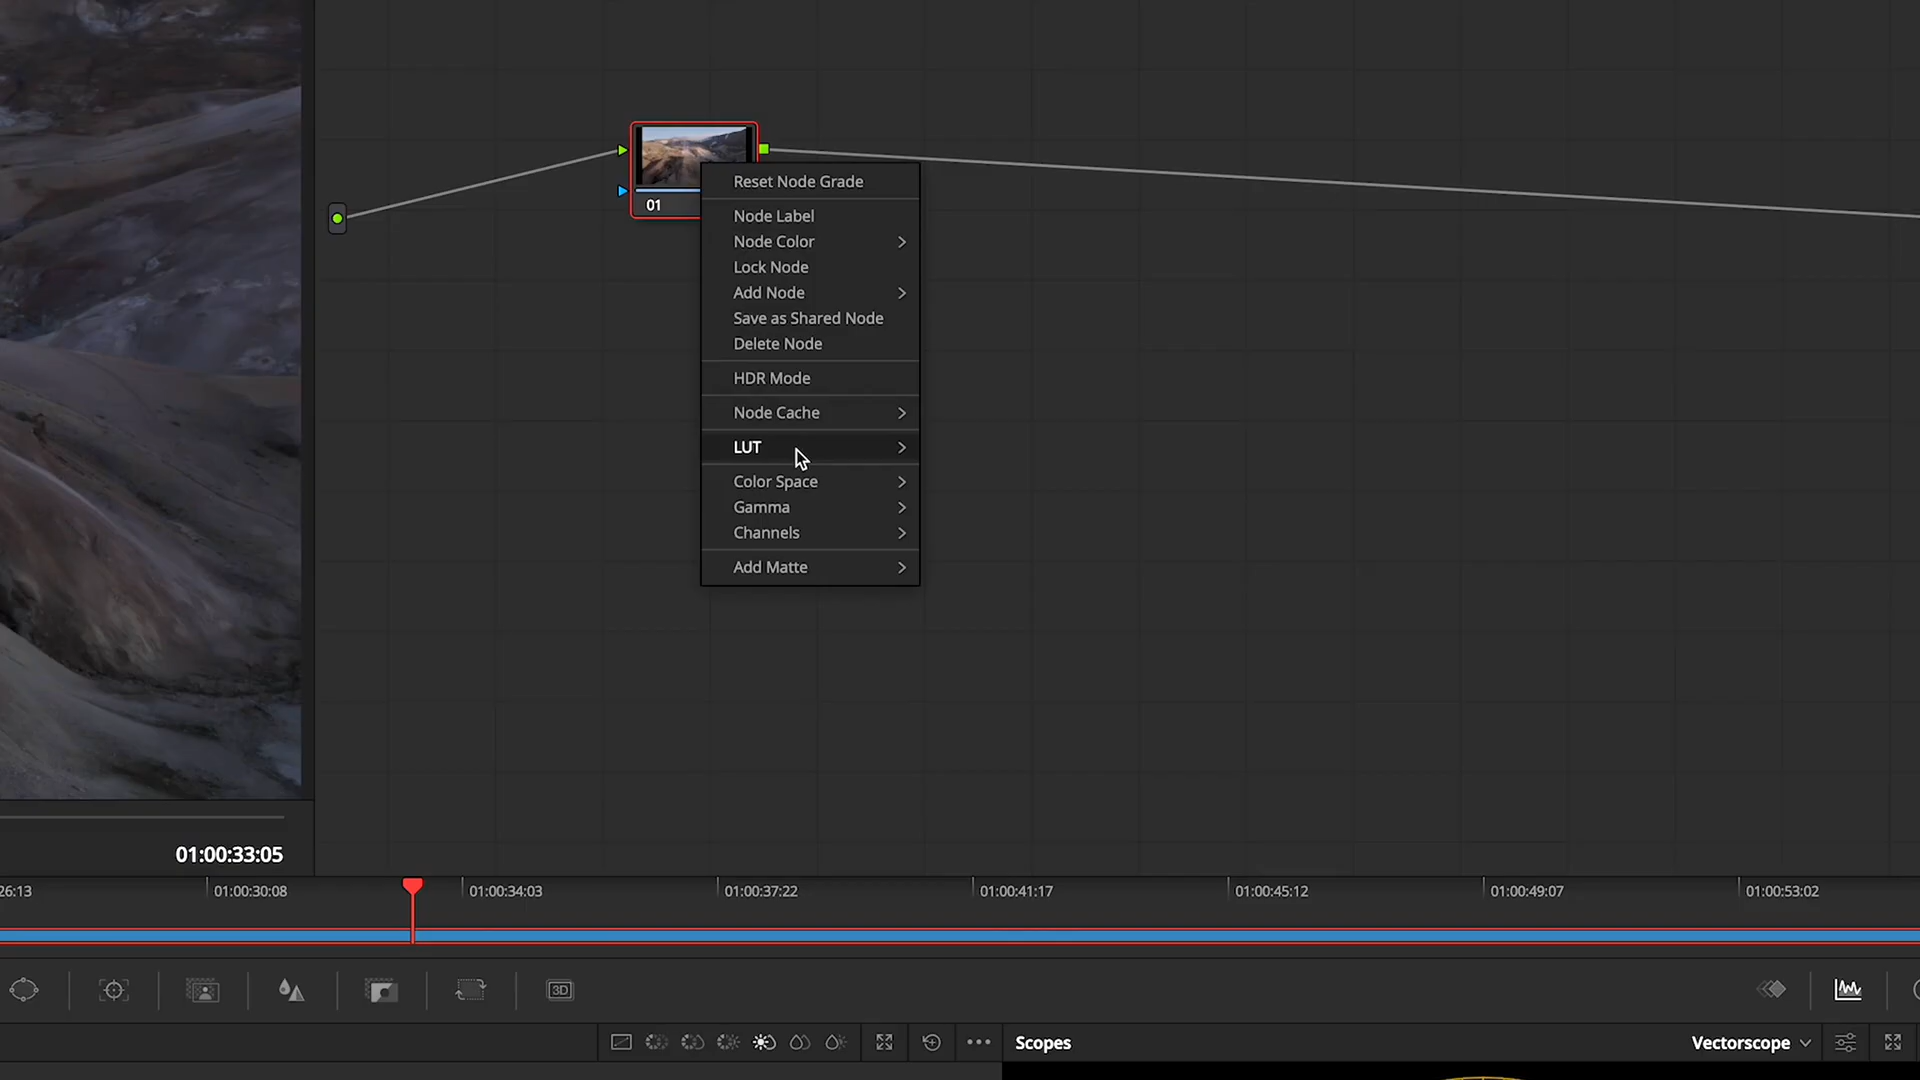 01
Reset Node Grade
Node Label
Node Color
Lock Node
Add Node
Save as Shared Node
Delete Node
HDR Mode
Node Cache
LUT
Color Space
Gamma
Channels
Add Matte
01:00:33:05
26:13
01:00:30:08
01:00:34:03
01:00:37:22
01:00:41:17
01:00:45:12
01:00:49:07
01:00:53:02
3D
Scopes
Vectorscope